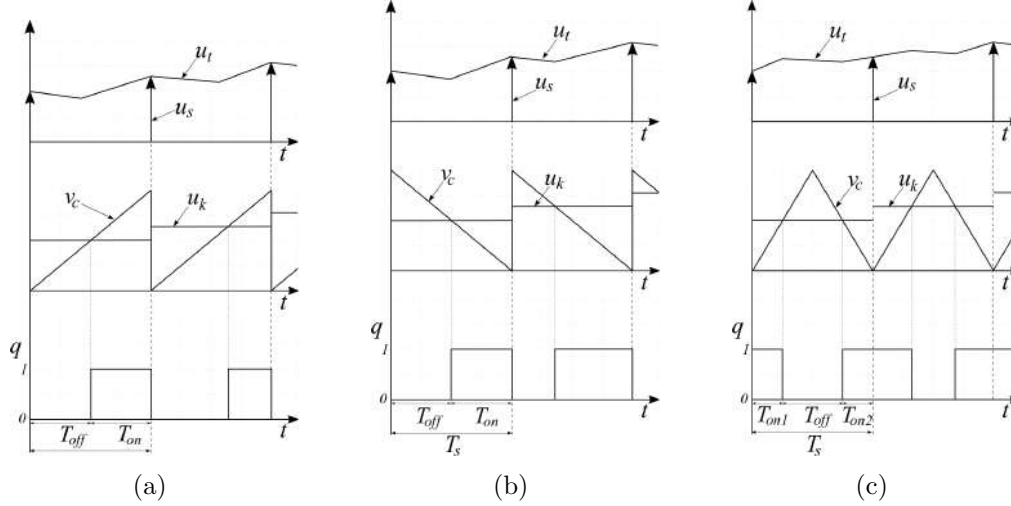 u_t
u_s
t
v_c
u_k
t
q
1
0
T_off T_on
t
u_t
u_s
t
v_c
u_k
t
q
1
0
T_off T_on
t
T_s
u_t
u_s
t
v_c
u_k
t
q
1
0
T_on1 T_off T_on2
t
T_s
(a) (b) (c)